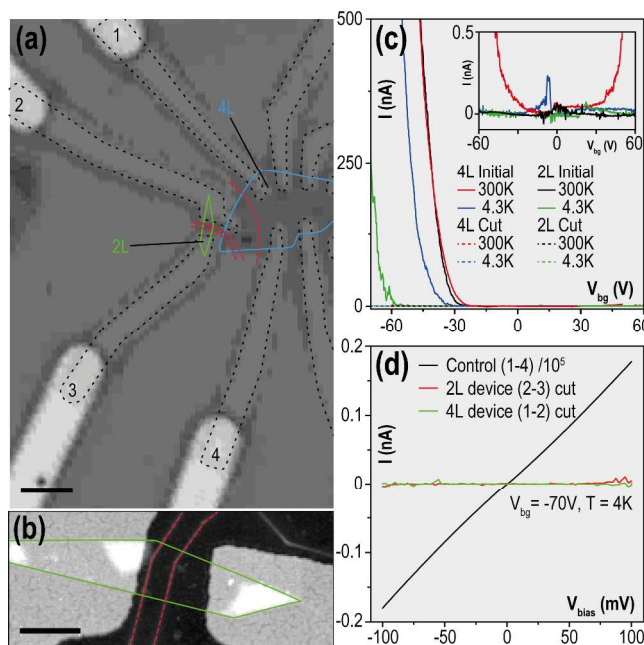 (a)
1
2
4L
2L
3
4
(b)
(c)
500
250
0
I (nA)
-60
-30
0
30
60
V_bg (V)
0.5
0.0
I (nA)
-60
-30
0
30
60
V_bg (V)
4L Initial
2L Initial
300K
300K
4.3K
4.3K
4L Cut
2L Cut
300K
300K
4.3K
4.3K
(d)
0.2
0.1
0
-0.1
-0.2
I (nA)
Control (1-4) /10⁵
2L device (2-3) cut
4L device (1-2) cut
V_bg = -70V, T = 4K
-100
-50
0
50
100
V_bias (mV)